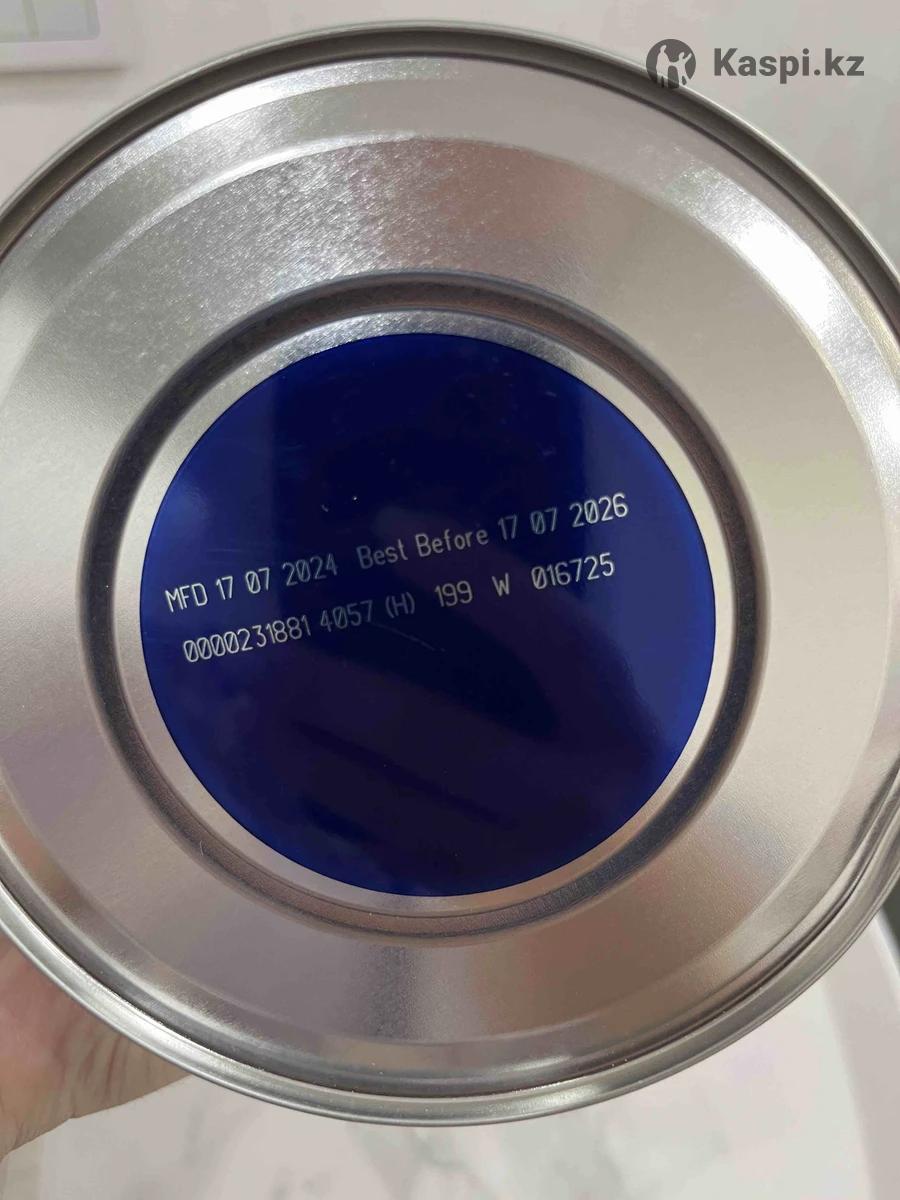 Kaspi.kz
MFD 17 07 2024 Best Before 17 07 2026
0000231881 4057 (H) 199 W 016725